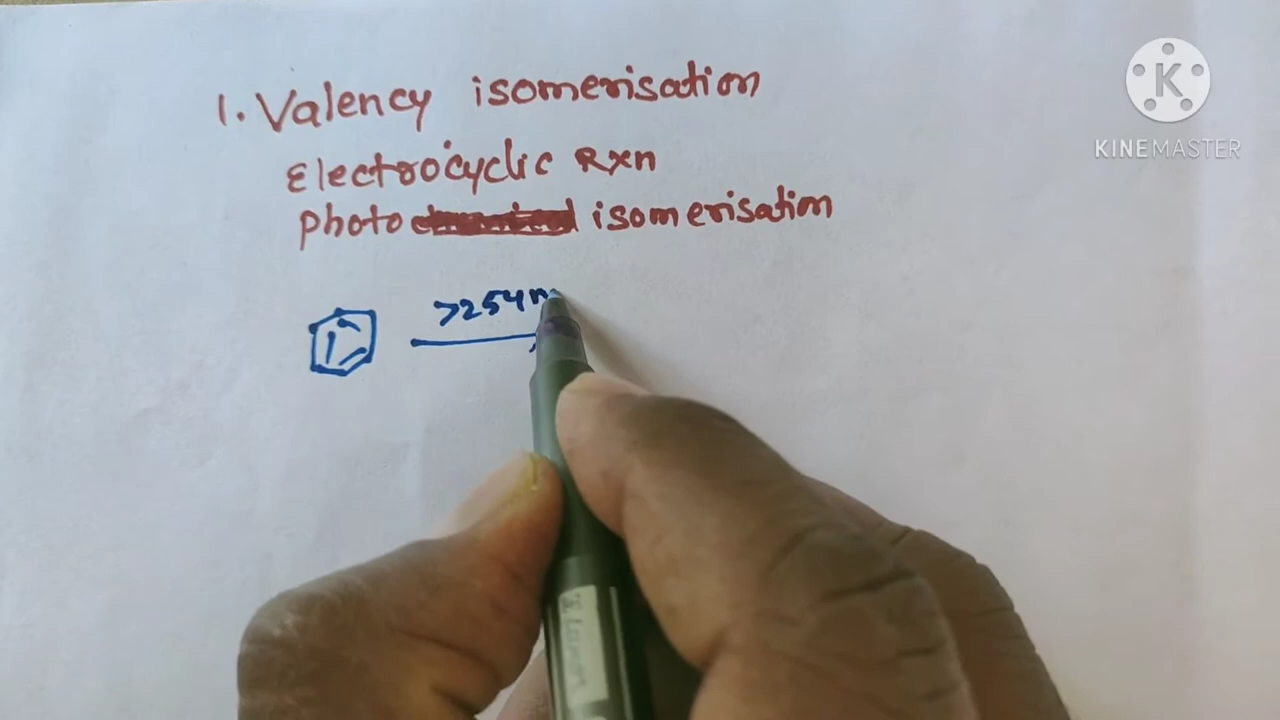 1. Valency isomerisation
Electrocyclic Rxn
photo isomerisation
>254n
K
KINEMASTER